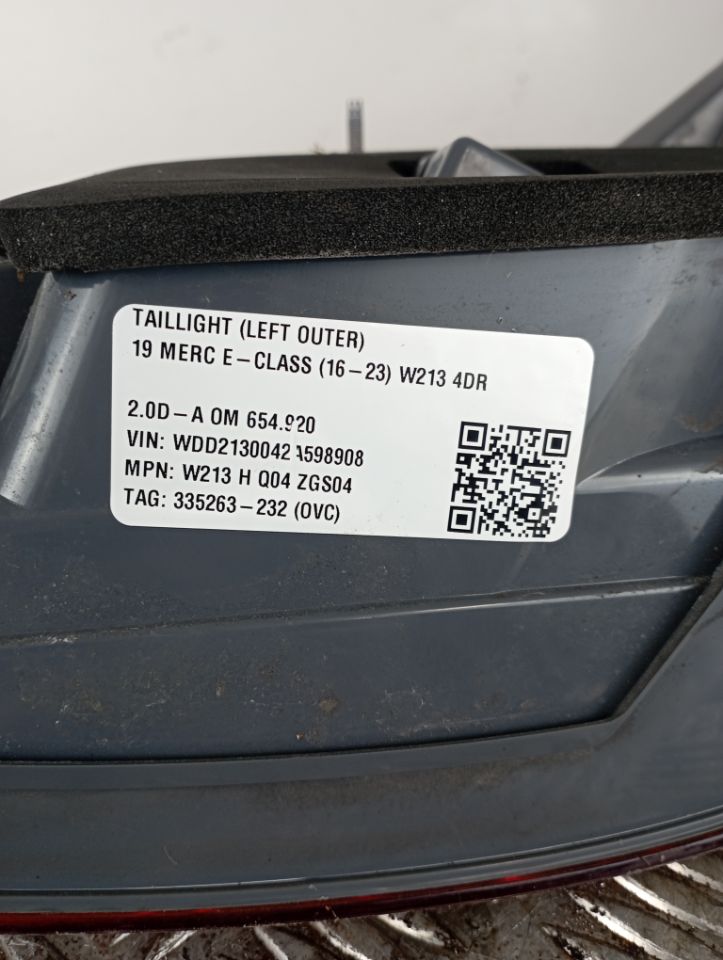 TAILLIGHT (LEFT OUTER)
19 MERC E-CLASS (16-23) W213 4DR
2.0D-A OM 654.920
VIN: WDD2130042A598908
MPN: W213 H Q04 ZGS04
TAG: 335263-232 (OVC)